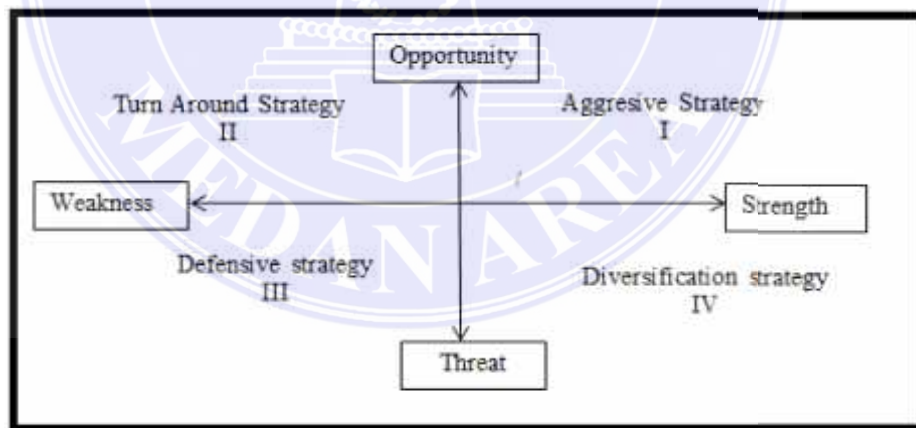 Opportunity
Turn Around Strategy
II
Aggresive Strategy
I
Weakness
Strength
Defensive strategy
III
Diversification strategy
IV
Threat
MEDAN AREA